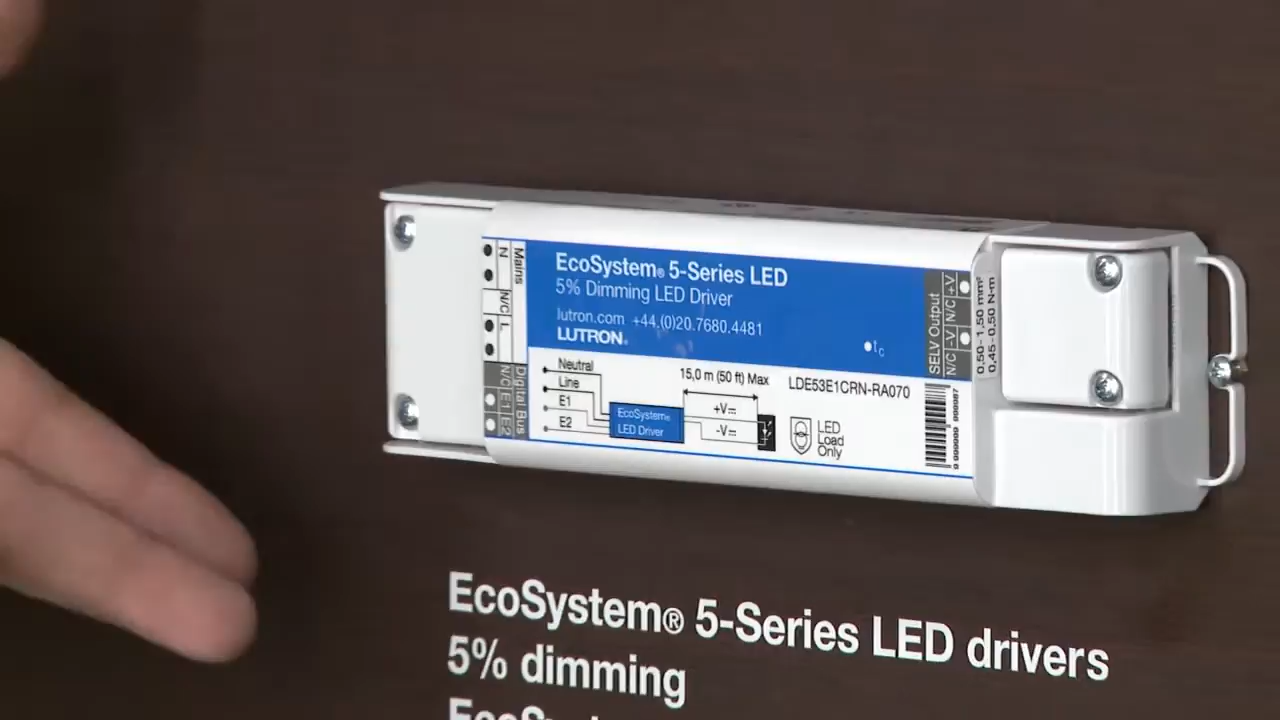 Mains
N
N/C
L
Digital Bus
N/C E1 E2
EcoSystem® 5-Series LED
5% Dimming LED Driver
lutron.com +44.(0)20.7680.4481
LUTRON®
tc
SELV Output
N/C -V N/C +V
0,50-1,50 mm²
0,45-0,50 N·m
Neutral
Line
E1
E2
EcoSystem®
LED Driver
15,0 m (50 ft) Max
+V
-V
LDE53E1CRN-RA070
LED
Load
Only
EcoSystem® 5-Series LED drivers
5% dimming